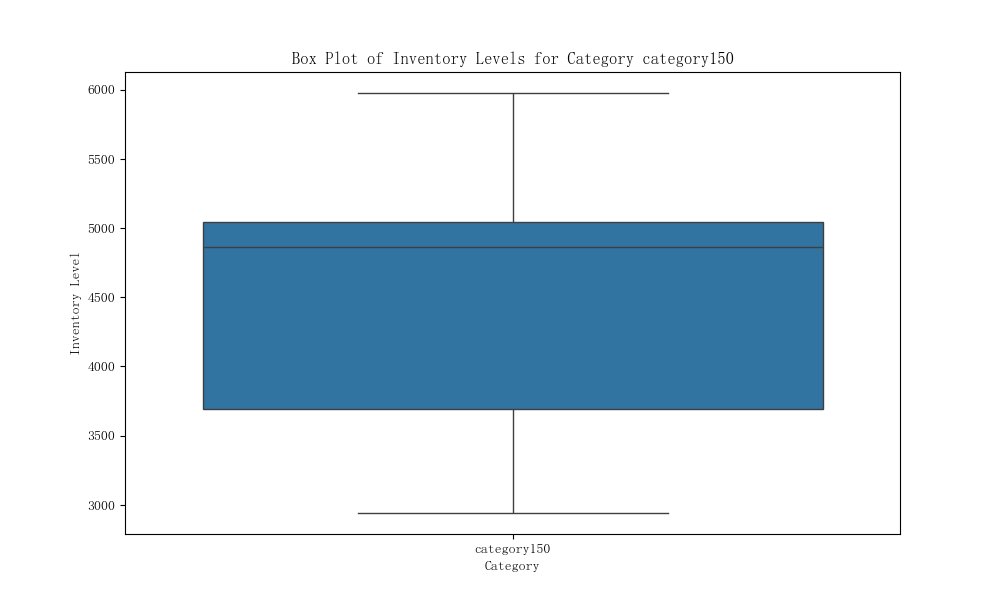 Box Plot of Inventory Levels for Category category150
6000
5500
5000
4500
4000
3500
3000
Inventory Level
category150
Category